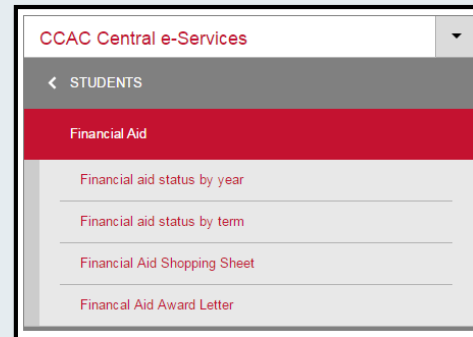 CCAC Central e-Services
STUDENTS
Financial Aid
Financial aid status by year
Financial aid status by term
Financial Aid Shopping Sheet
Financal Aid Award Letter